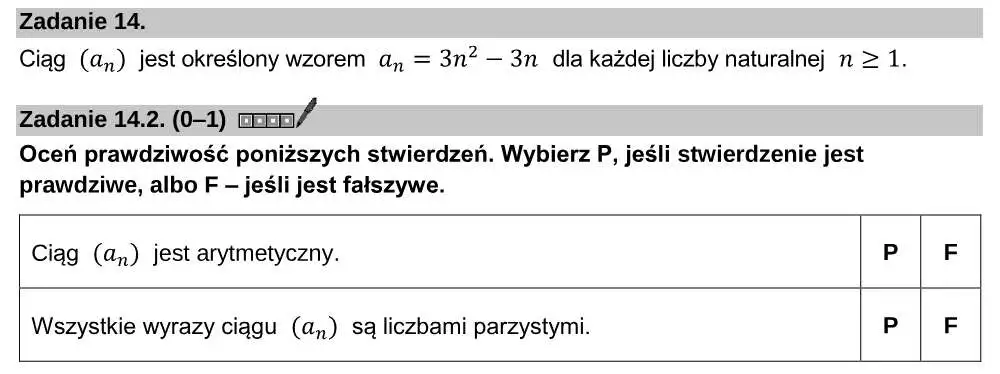 Zadanie 14.
Ciąg (aₙ) jest określony wzorem aₙ = 3n² − 3n dla każdej liczby naturalnej n ≥ 1.
Zadanie 14.2. (0–1)
Oceń prawdziwość poniższych stwierdzeń. Wybierz P, jeśli stwierdzenie jest
prawdziwe, albo F – jeśli jest fałszywe.
Ciąg (aₙ) jest arytmetyczny. P F
Wszystkie wyrazy ciągu (aₙ) są liczbami parzystymi. P F